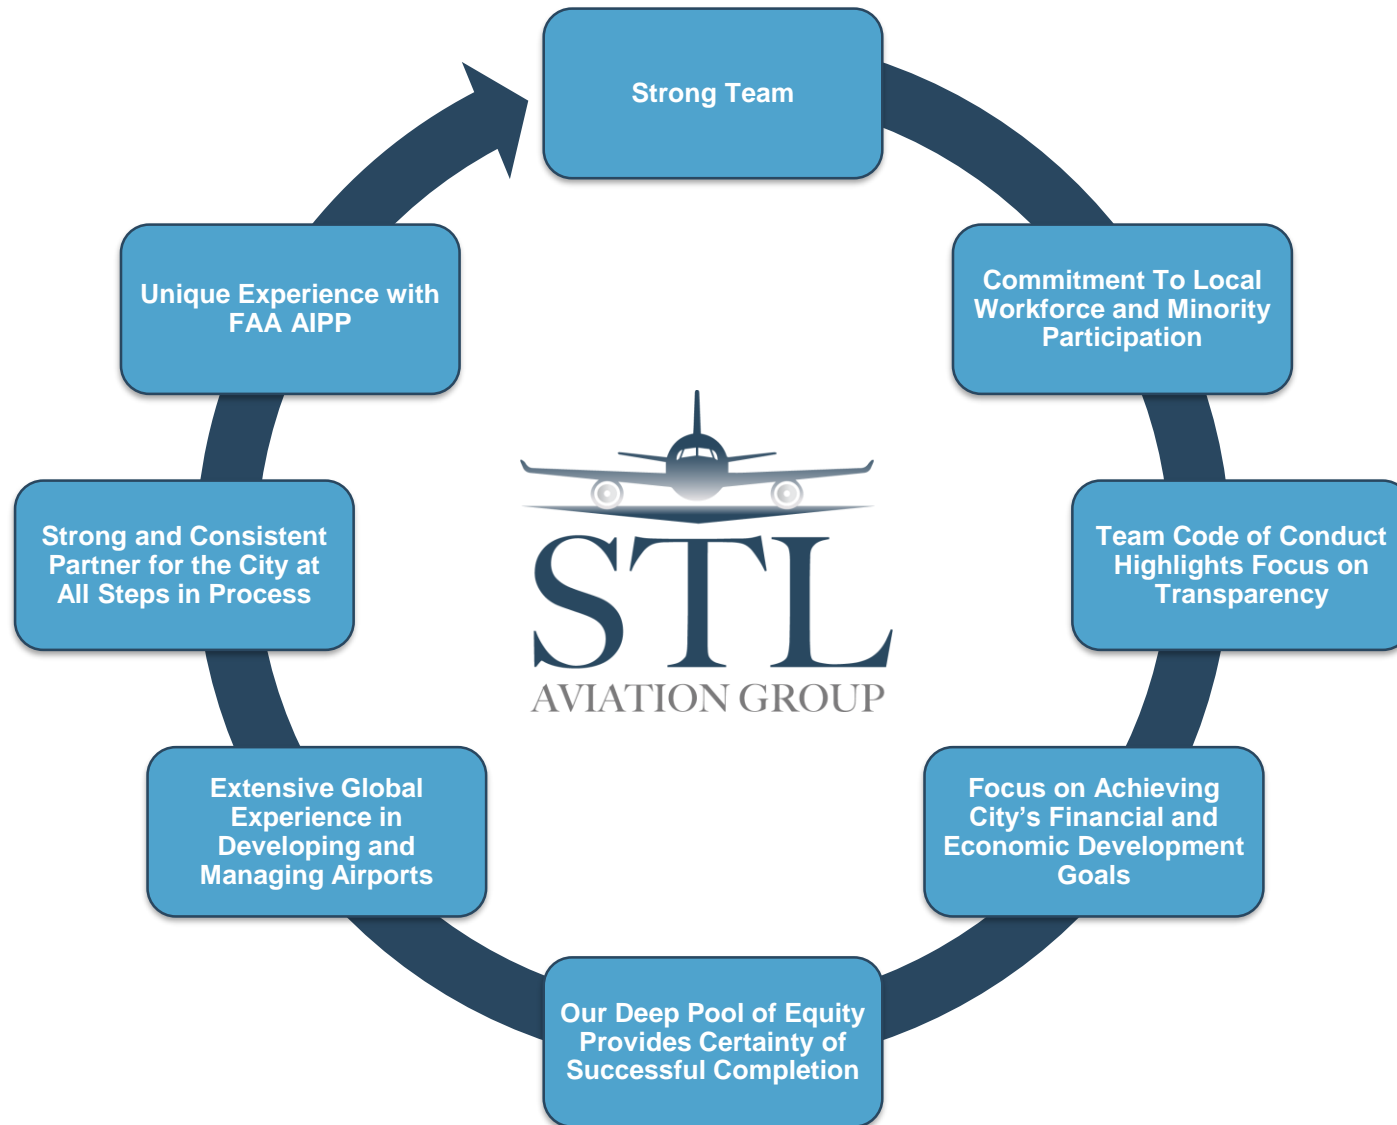 Strong Team
Commitment To Local
Workforce and Minority
Participation
Team Code of Conduct
Highlights Focus on
Transparency
Focus on Achieving
City’s Financial and
Economic Development
Goals
Our Deep Pool of Equity
Provides Certainty of
Successful Completion
Extensive Global
Experience in
Developing and
Managing Airports
Strong and Consistent
Partner for the City at
All Steps in Process
Unique Experience with
FAA AIPP
STL
AVIATION GROUP